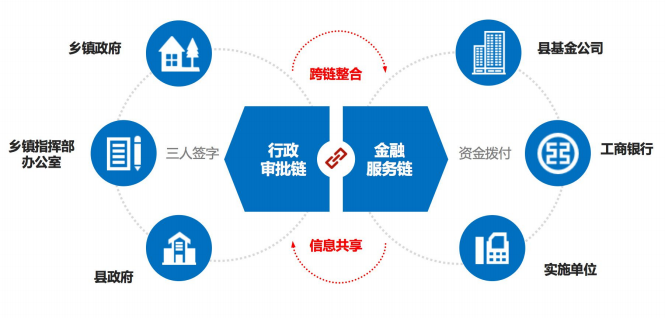 乡镇政府
县基金公司
跨链整合
乡镇指挥部
办公室
三人签字
行政
审批链
金融
服务链
资金拨付
工商银行
信息共享
县政府
实施单位